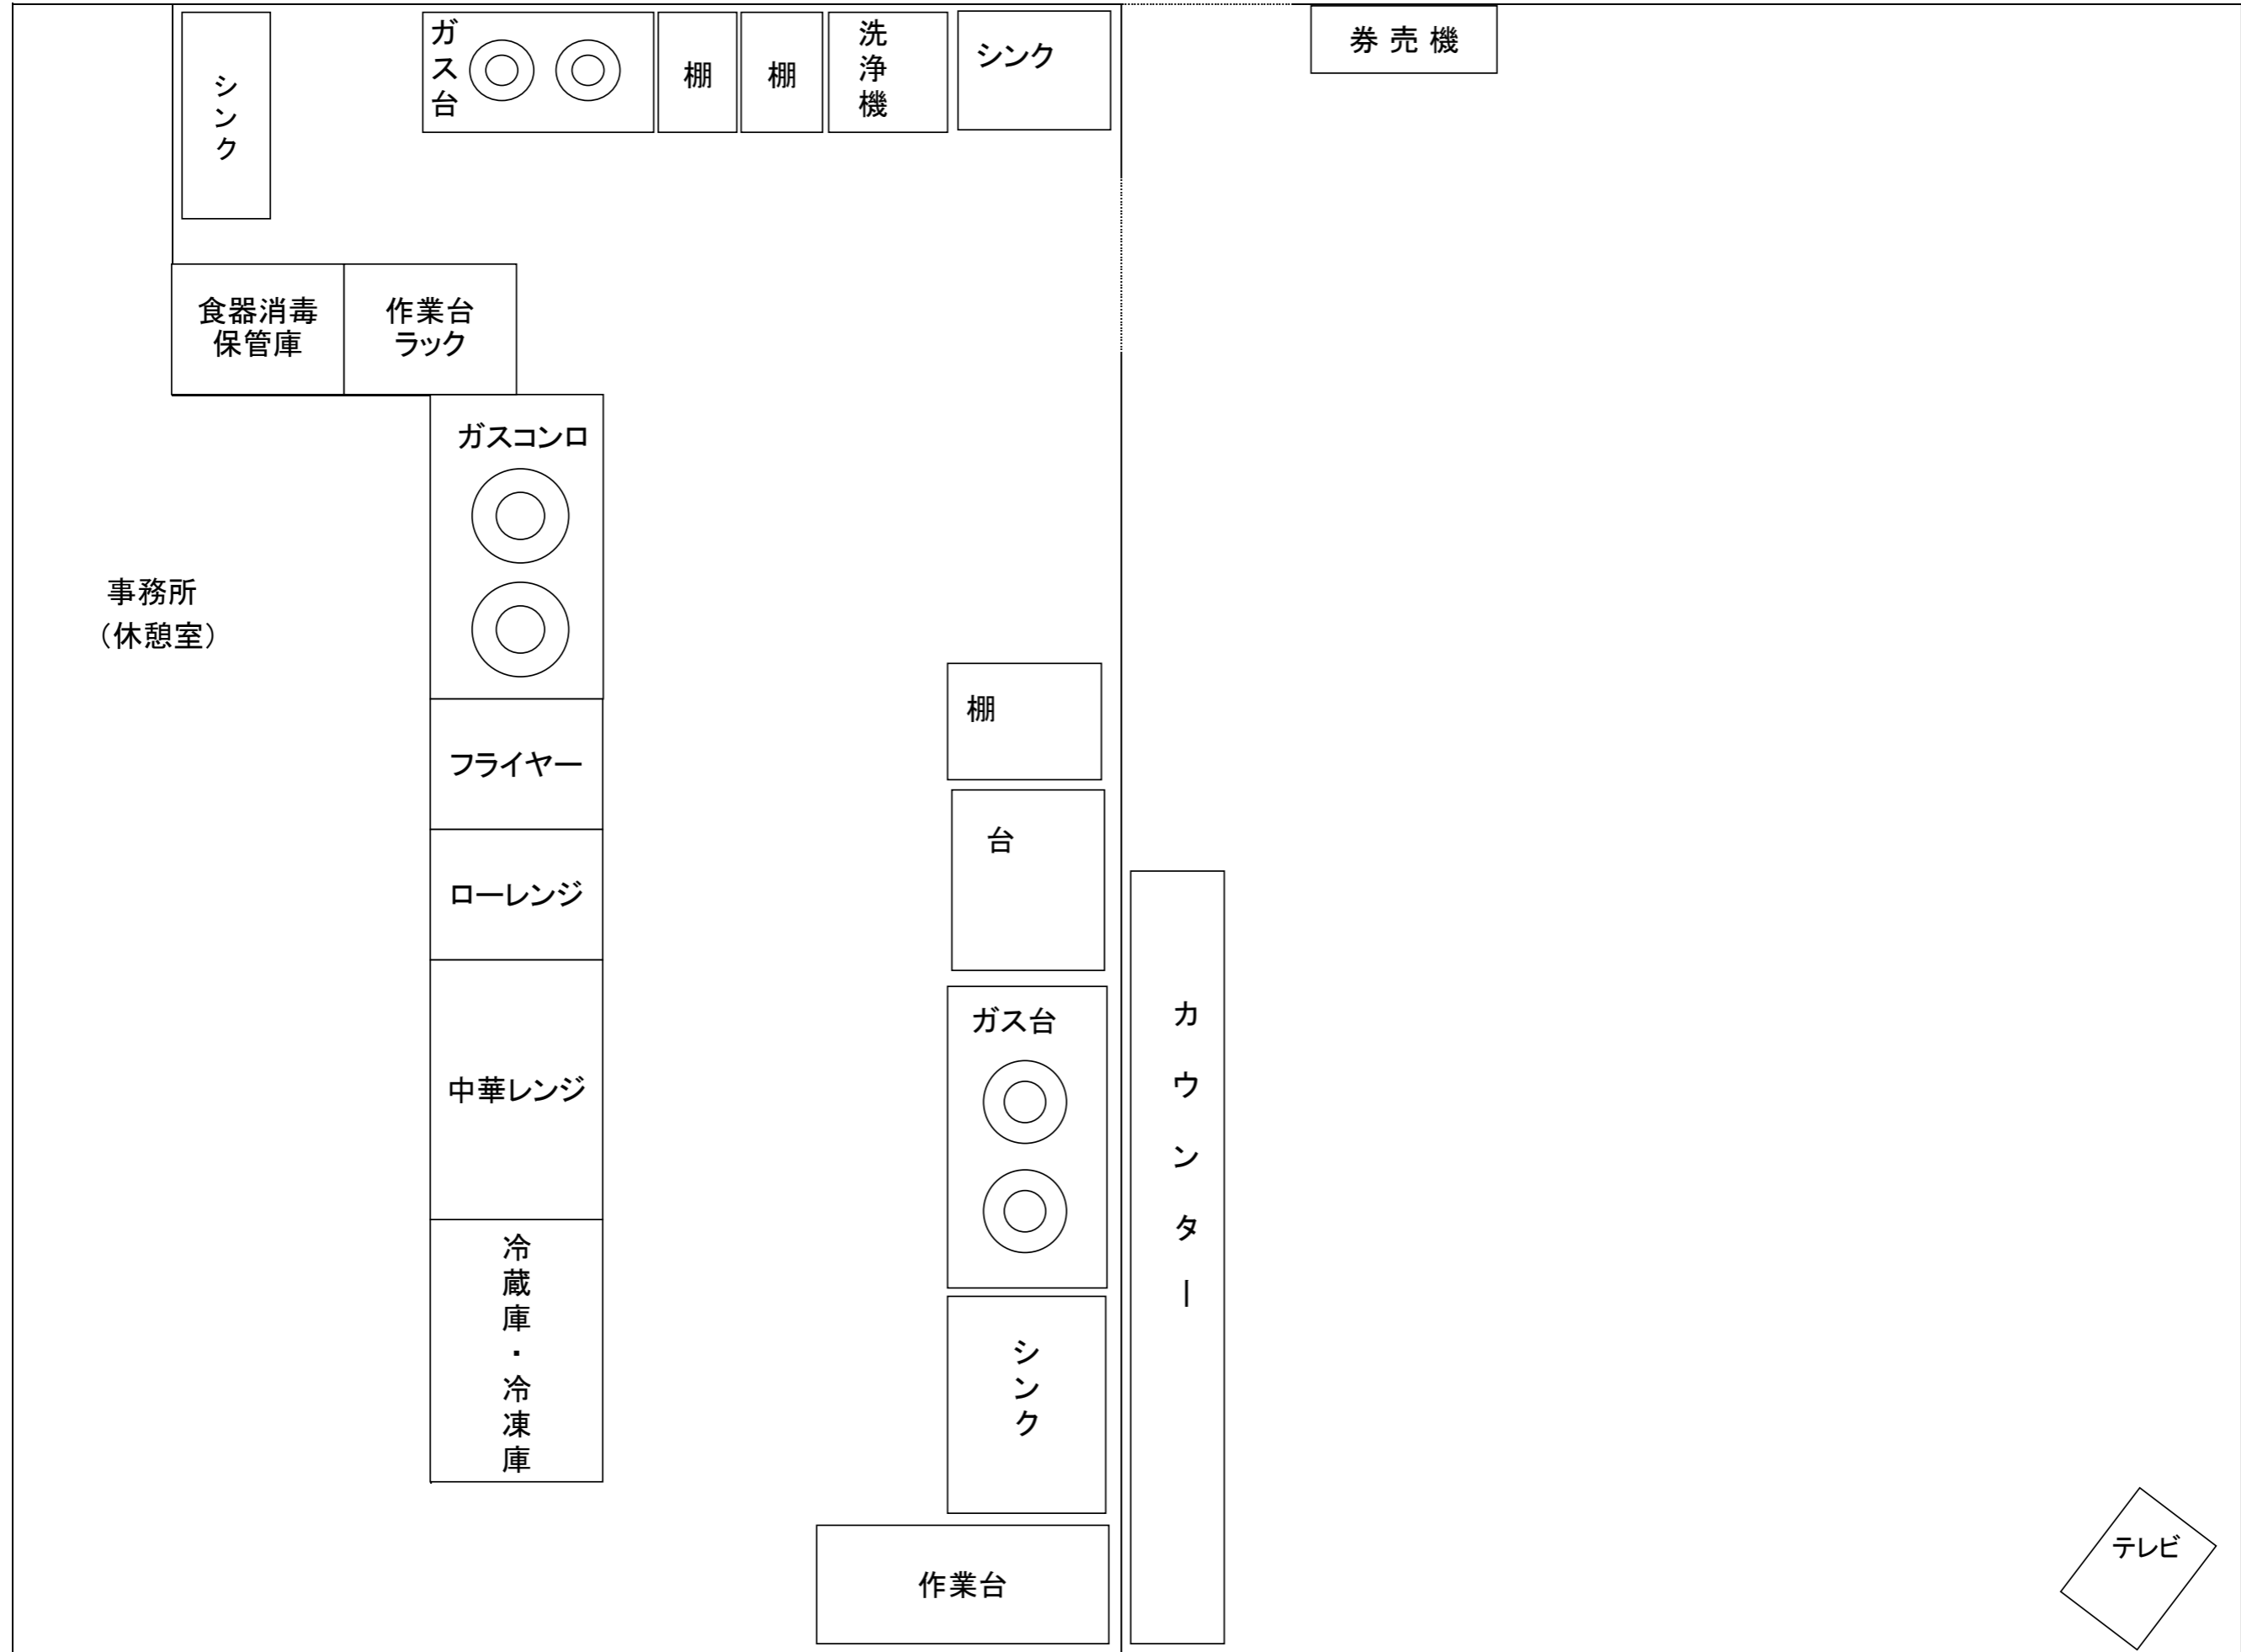 シンク
ガス台
棚
棚
洗浄機
シンク
券売機
食器消毒
保管庫
作業台
ラック
ガスコンロ
事務所
（休憩室）
フライヤー
ローレンジ
中華レンジ
冷蔵庫・冷凍庫
棚
台
ガス台
シンク
作業台
カウンター
テレビ